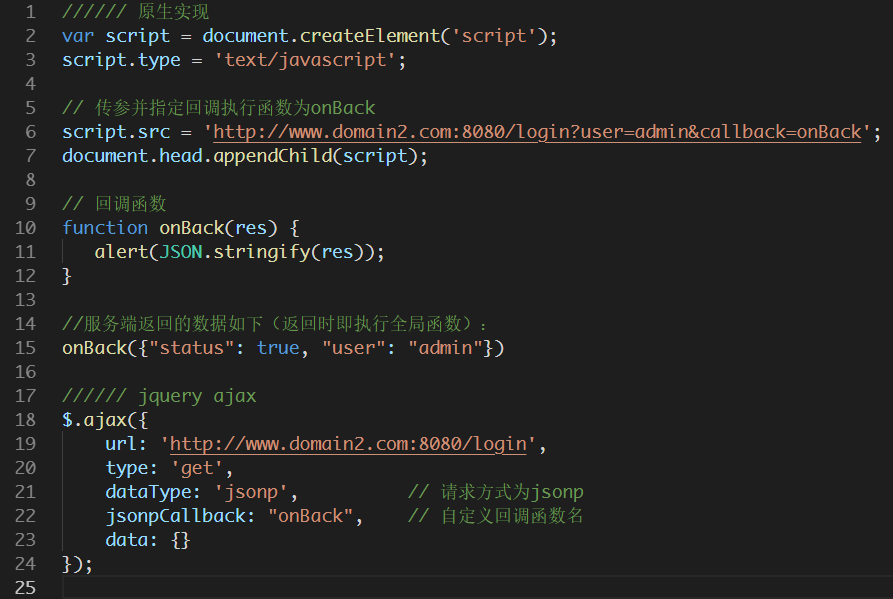 1 ////// 原生实现
2 var script = document.createElement('script');
3 script.type = 'text/javascript';
4
5 // 传参并指定回调执行函数为onBack
6 script.src = 'http://www.domain2.com:8080/login?user=admin&callback=onBack';
7 document.head.appendChild(script);
8
9 // 回调函数
10 function onBack(res) {
11 alert(JSON.stringify(res));
12 }
13
14 //服务端返回的数据如下（返回时即执行全局函数）：
15 onBack({"status": true, "user": "admin"})
16
17 ////// jquery ajax
18 $.ajax({
19 url: 'http://www.domain2.com:8080/login',
20 type: 'get',
21 dataType: 'jsonp', // 请求方式为jsonp
22 jsonpCallback: "onBack", // 自定义回调函数名
23 data: {}
24 });
25